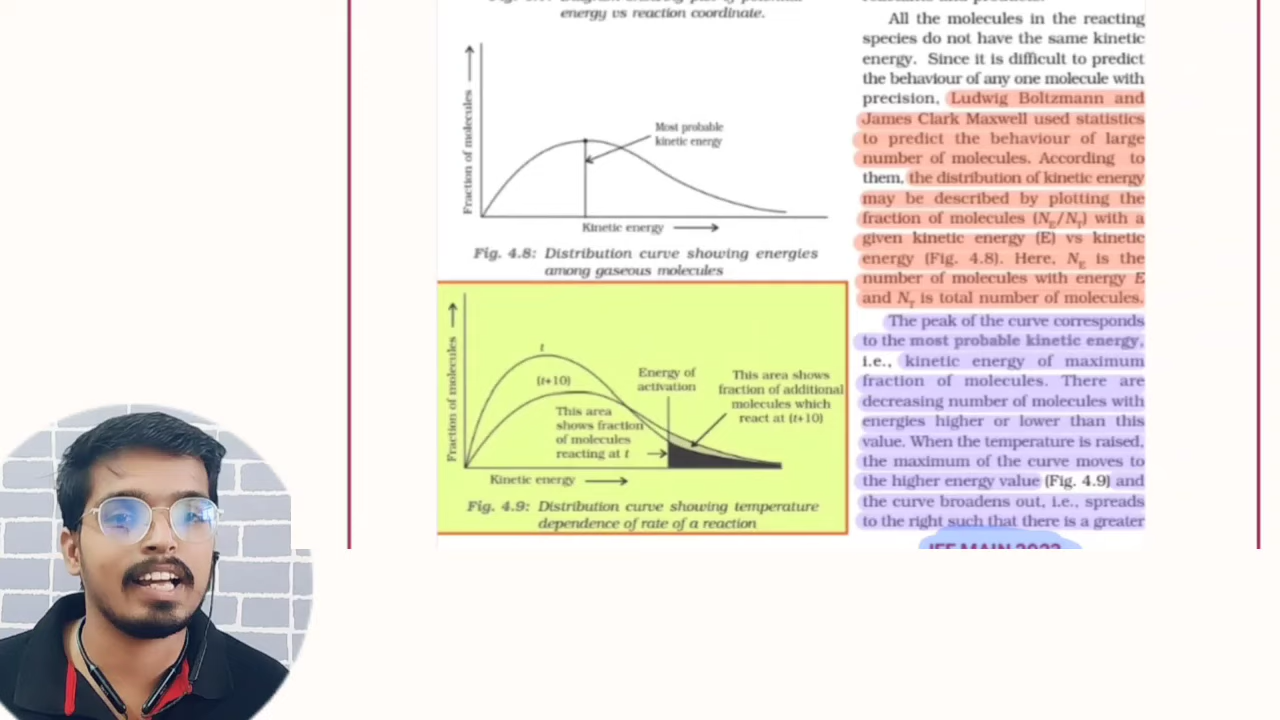 energy vs reaction coordinate.
Fraction of molecules
Most probable
kinetic energy
Kinetic energy
Fig. 4.8: Distribution curve showing energies
among gaseous molecules
Fraction of molecules
t
(t+10)
Energy of
activation
This area shows
fraction of additional
molecules which
react at (t+10)
This area
shows fraction
of molecules
reacting at t
Kinetic energy
Fig. 4.9: Distribution curve showing temperature
dependence of rate of a reaction
All the molecules in the reacting
species do not have the same kinetic
energy. Since it is difficult to predict
the behaviour of any one molecule with
precision, Ludwig Boltzmann and
James Clark Maxwell used statistics
to predict the behaviour of large
number of molecules. According to
them, the distribution of kinetic energy
may be described by plotting the
fraction of molecules (NE/NT) with a
given kinetic energy (E) vs kinetic
energy (Fig. 4.8). Here, NE is the
number of molecules with energy E
and NT is total number of molecules.
The peak of the curve corresponds
to the most probable kinetic energy,
i.e., kinetic energy of maximum
fraction of molecules. There are
decreasing number of molecules with
energies higher or lower than this
value. When the temperature is raised,
the maximum of the curve moves to
the higher energy value (Fig. 4.9) and
the curve broadens out, i.e., spreads
to the right such that there is a greater